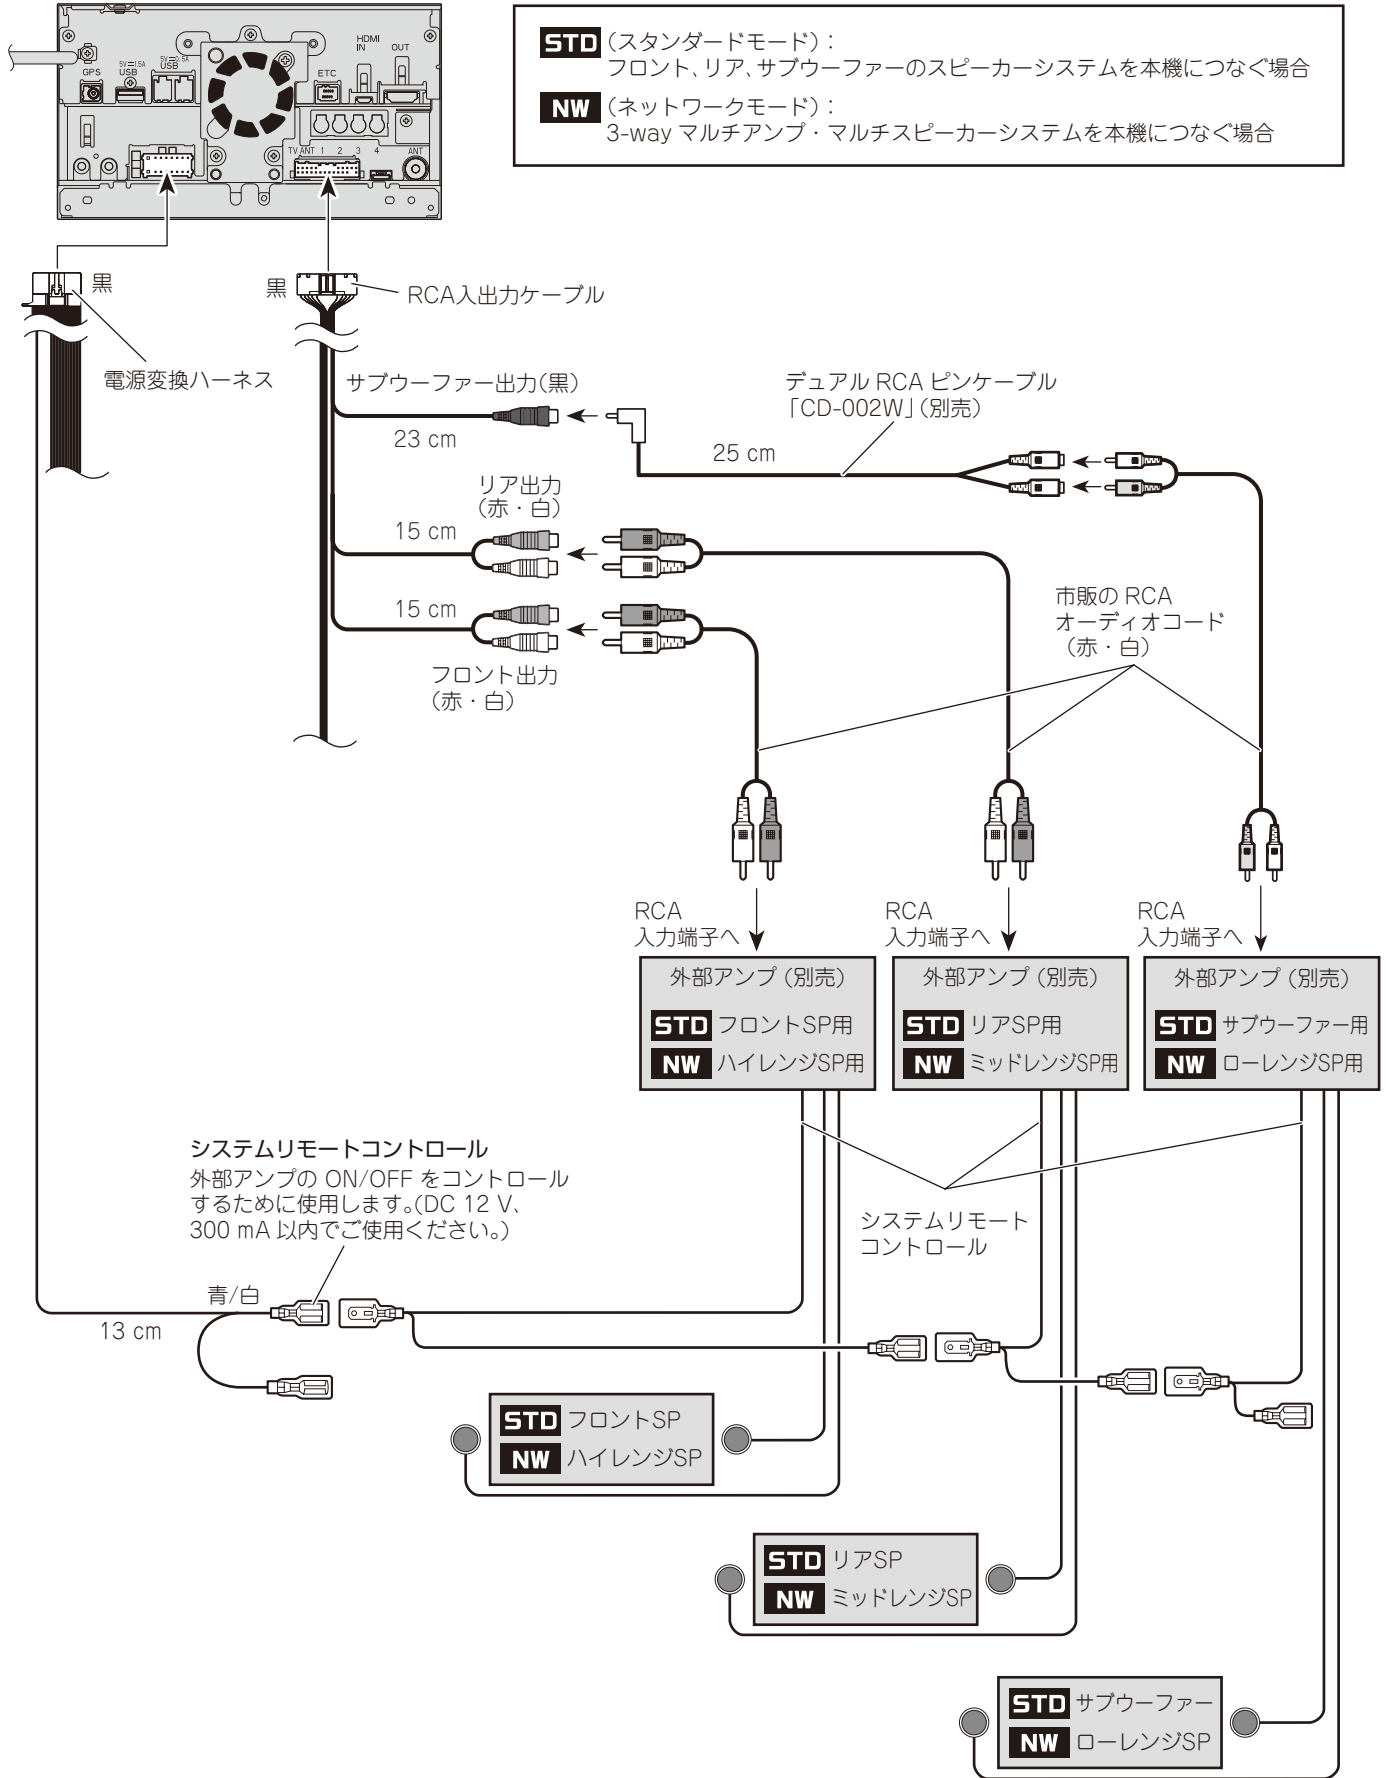 STD（スタンダードモード）：
フロント、リア、サブウーファーのスピーカーシステムを本機につなぐ場合
NW（ネットワークモード）：
3-way マルチアンプ・マルチスピーカーシステムを本機につなぐ場合
HDMI
IN OUT
GPS
5V 1.5A
USB
5V 0.5A
USB
ETC
TV ANT 1 2 3 4 ANT
黒
黒
RCA入出力ケーブル
電源変換ハーネス
サブウーファー出力（黒）
23 cm
デュアル RCA ピンケーブル
「CD-002W」（別売）
25 cm
リア出力
（赤・白）
15 cm
15 cm
フロント出力
（赤・白）
市販の RCA
オーディオコード
（赤・白）
RCA
入力端子へ
RCA
入力端子へ
RCA
入力端子へ
外部アンプ（別売）
STD フロントSP用
NW ハイレンジSP用
外部アンプ（別売）
STD リアSP用
NW ミッドレンジSP用
外部アンプ（別売）
STD サブウーファー用
NW ローレンジSP用
システムリモートコントロール
外部アンプの ON/OFF をコントロール
するために使用します。（DC 12 V、
300 mA 以内でご使用ください。）
システムリモート
コントロール
青/白
13 cm
STD フロントSP
NW ハイレンジSP
STD リアSP
NW ミッドレンジSP
STD サブウーファー
NW ローレンジSP